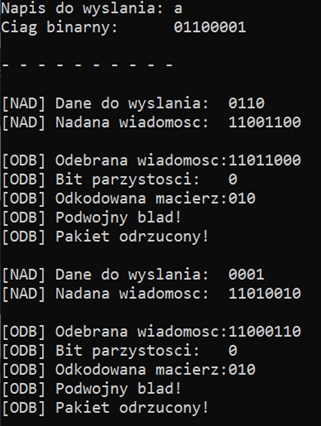 Napis do wyslania: a
Ciag binarny:      01100001
- - - - - - - - - -
[NAD] Dane do wyslania:  0110
[NAD] Nadana wiadomosc:  11001100
[ODB] Odebrana wiadomosc:11011000
[ODB] Bit parzystosci:   0
[ODB] Odkodowana macierz:010
[ODB] Podwojny blad!
[ODB] Pakiet odrzucony!
[NAD] Dane do wyslania:  0001
[NAD] Nadana wiadomosc:  11010010
[ODB] Odebrana wiadomosc:11000110
[ODB] Bit parzystosci:   0
[ODB] Odkodowana macierz:010
[ODB] Podwojny blad!
[ODB] Pakiet odrzucony!